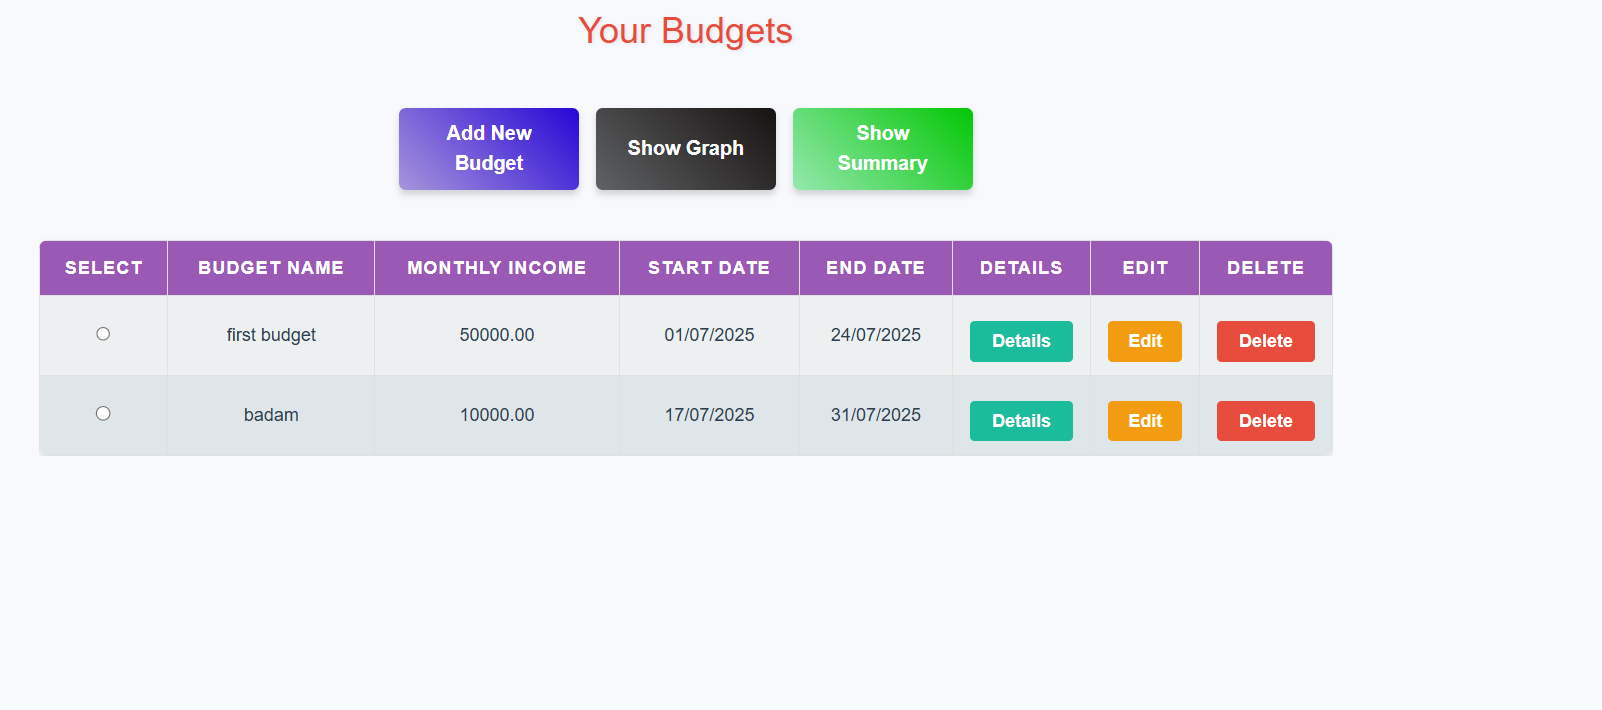 Your Budgets
Add New
Budget
Show Graph
Show
Summary
SELECT BUDGET NAME MONTHLY INCOME START DATE END DATE DETAILS EDIT DELETE
first budget 50000.00 01/07/2025 24/07/2025 Details Edit Delete
badam 10000.00 17/07/2025 31/07/2025 Details Edit Delete